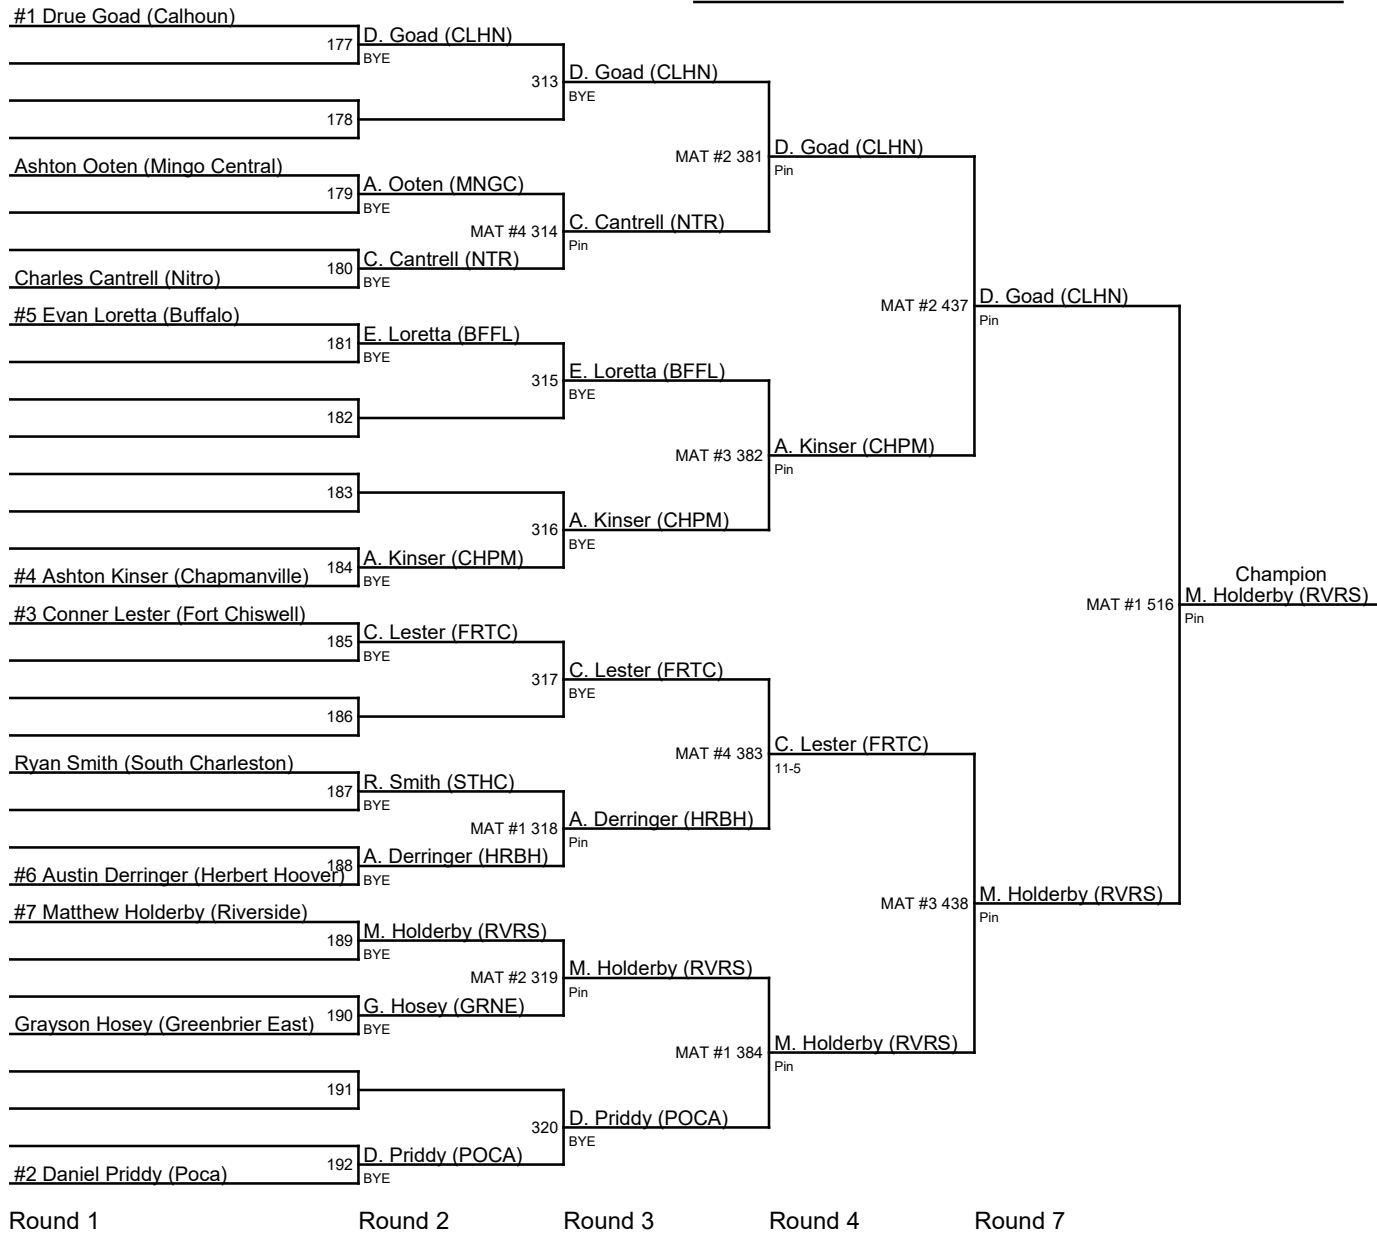 #1 Drue Goad (Calhoun)
177 D. Goad (CLHN)
BYE
313 D. Goad (CLHN)
BYE
178
MAT #2 381 D. Goad (CLHN)
Pin
Ashton Ooten (Mingo Central)
179 A. Ooten (MNGC)
BYE
MAT #4 314 C. Cantrell (NTR)
Pin
180 C. Cantrell (NTR)
BYE
Charles Cantrell (Nitro)
MAT #2 437 D. Goad (CLHN)
Pin
#5 Evan Loretta (Buffalo)
181 E. Loretta (BFFL)
BYE
315 E. Loretta (BFFL)
BYE
182
MAT #3 382 A. Kinser (CHPM)
Pin
183
316 A. Kinser (CHPM)
BYE
184 A. Kinser (CHPM)
BYE
#4 Ashton Kinser (Chapmanville)
Champion
MAT #1 516 M. Holderby (RVRS)
Pin
#3 Conner Lester (Fort Chiswell)
185 C. Lester (FRTC)
BYE
317 C. Lester (FRTC)
BYE
186
MAT #4 383 C. Lester (FRTC)
11-5
Ryan Smith (South Charleston)
187 R. Smith (STHC)
BYE
MAT #1 318 A. Derringer (HRBH)
Pin
188 A. Derringer (HRBH)
BYE
#6 Austin Derringer (Herbert Hoover)
MAT #3 438 M. Holderby (RVRS)
Pin
#7 Matthew Holderby (Riverside)
189 M. Holderby (RVRS)
BYE
MAT #2 319 M. Holderby (RVRS)
Pin
190 G. Hosey (GRNE)
BYE
Grayson Hosey (Greenbrier East)
MAT #1 384 M. Holderby (RVRS)
Pin
191
320 D. Priddy (POCA)
BYE
192 D. Priddy (POCA)
BYE
#2 Daniel Priddy (Poca)
Round 1 Round 2 Round 3 Round 4 Round 7